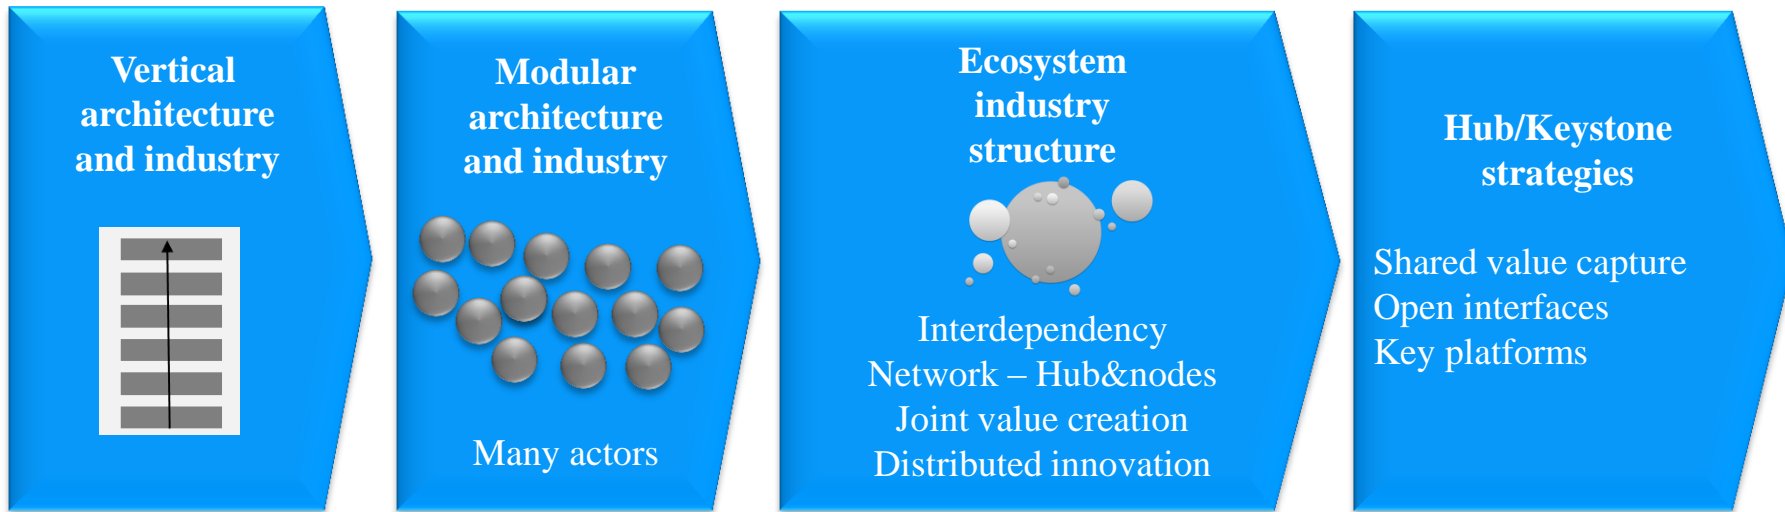 Vertical
architecture
and industry
Modular
architecture
and industry
Many actors
Ecosystem
industry
structure
Interdependency
Network – Hub&nodes
Joint value creation
Distributed innovation
Hub/Keystone
strategies
Shared value capture
Open interfaces
Key platforms